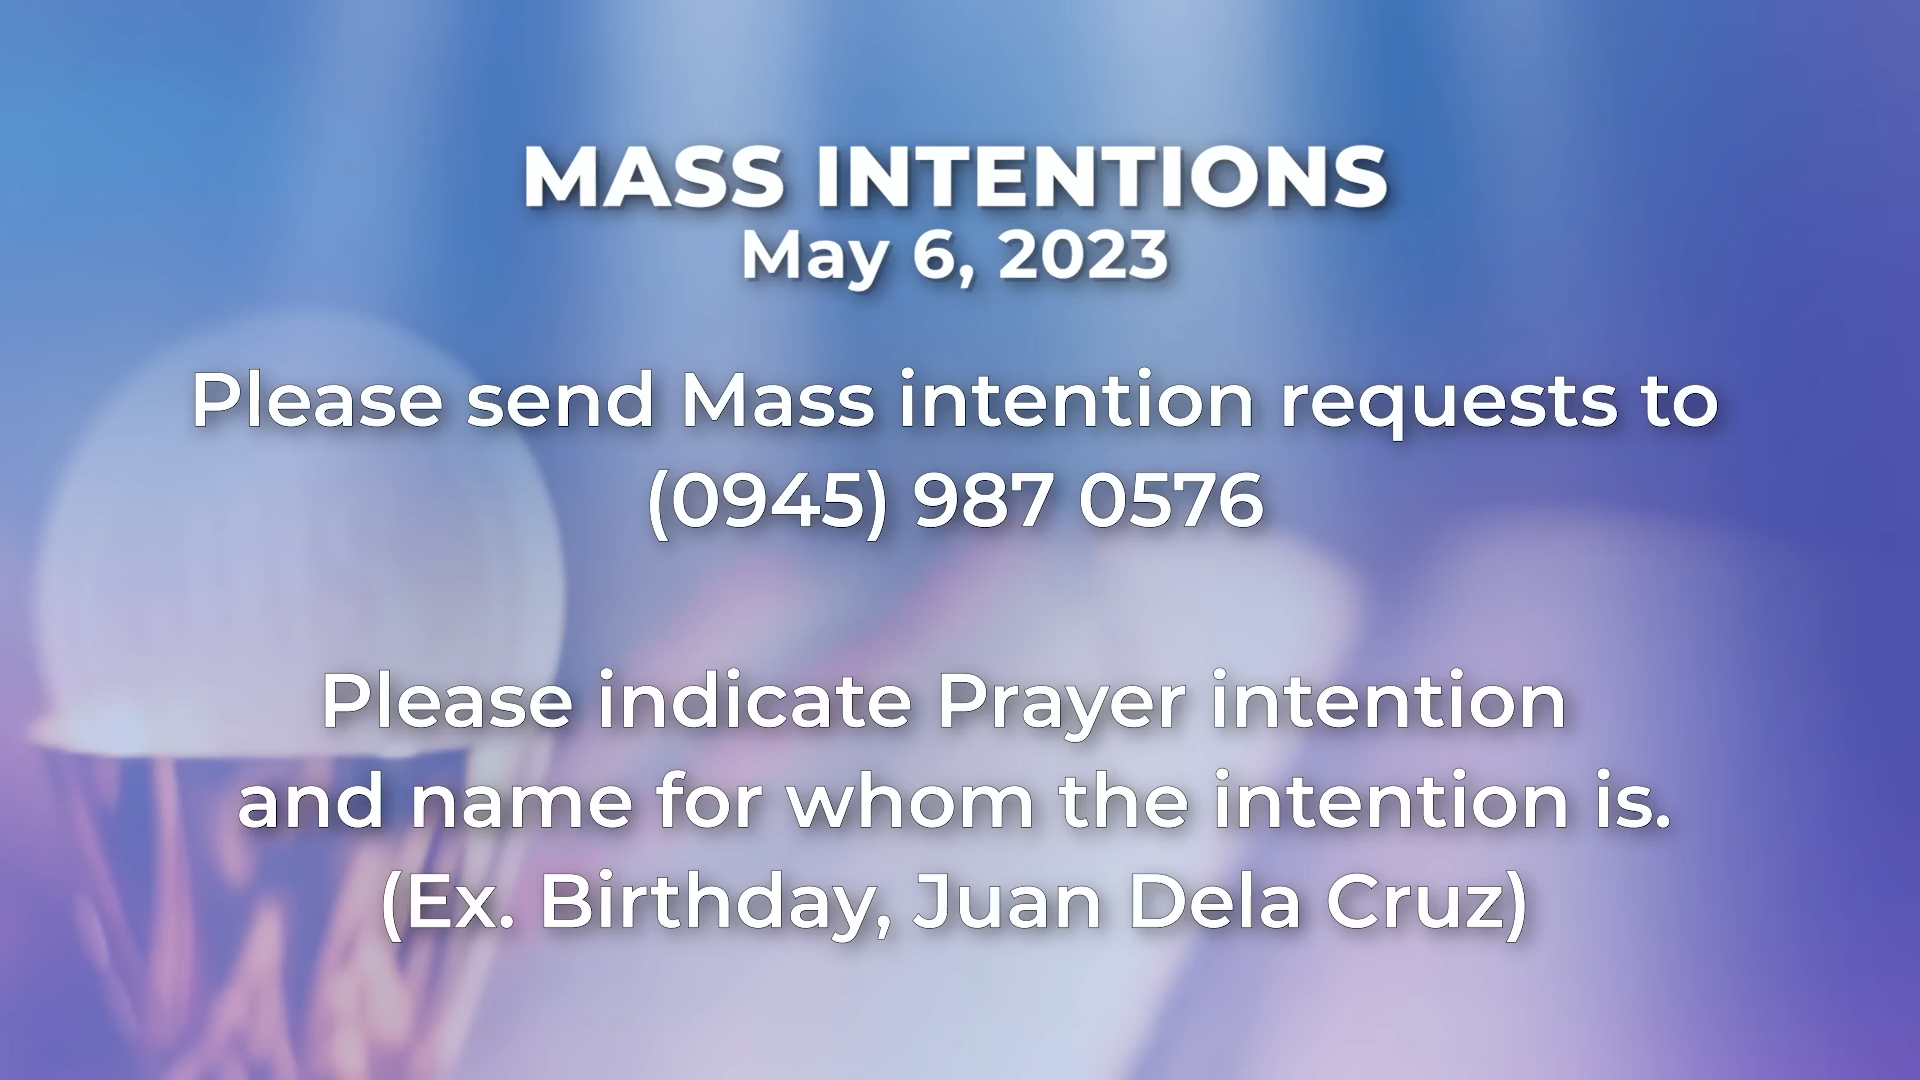 MASS INTENTIONS
May 6, 2023
Please send Mass intention requests to
(0945) 987 0576
Please indicate Prayer intention
and name for whom the intention is.
(Ex. Birthday, Juan Dela Cruz)